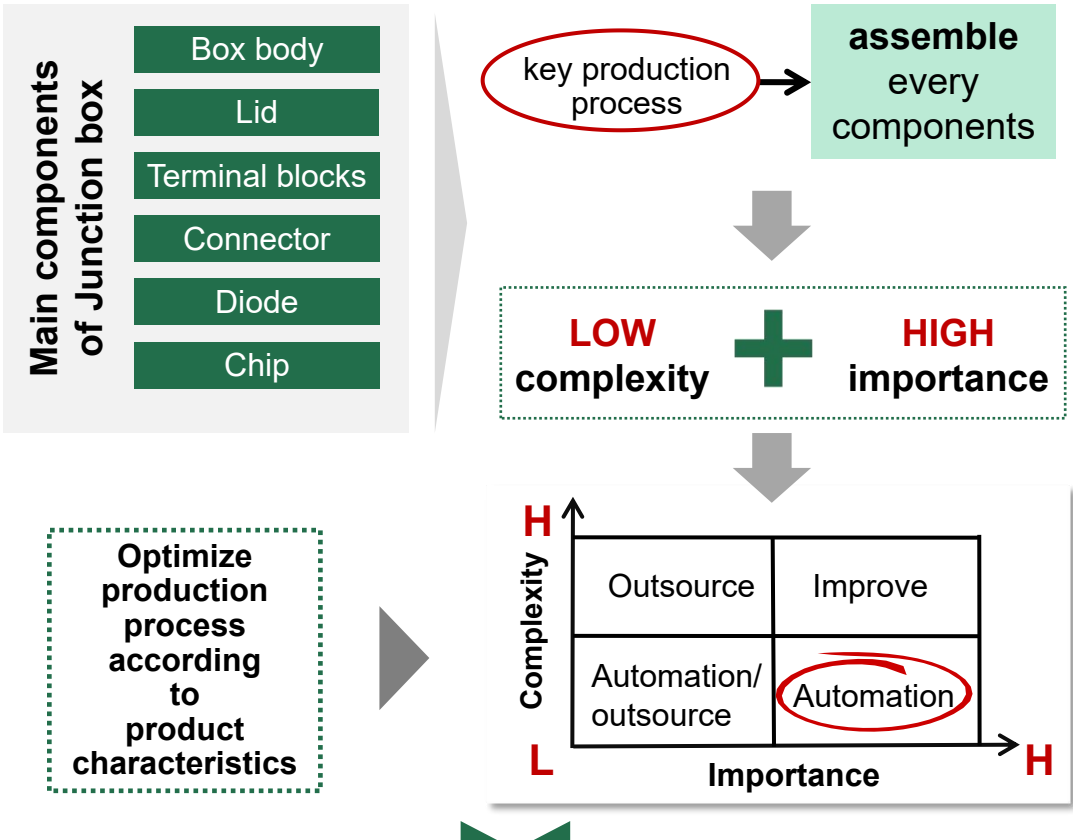 Main components
of Junction box
Box body
Lid
Terminal blocks
Connector
Diode
Chip
key production
process
assemble
every
components
LOW
complexity
HIGH
importance
Optimize
production
process
according
to
product
characteristics
H
Complexity
Outsource
Improve
Automation/
outsource
Automation
L
Importance
H